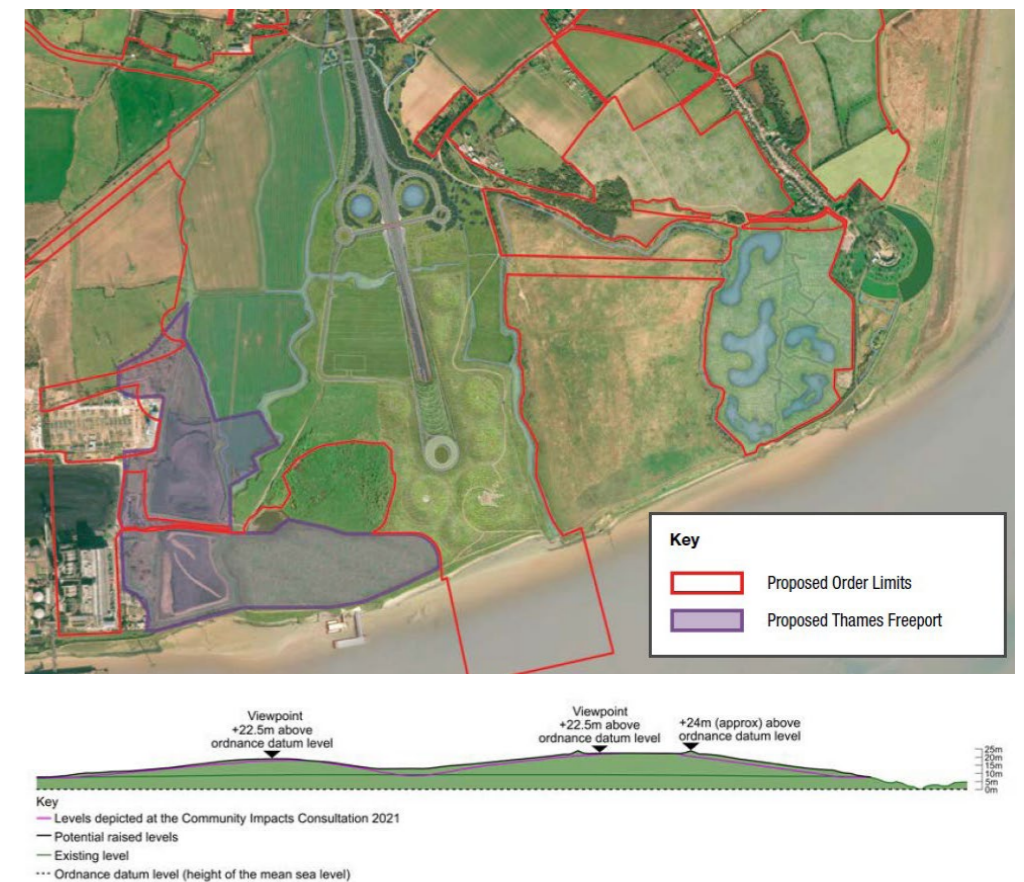 Key
Proposed Order Limits
Proposed Thames Freeport
Viewpoint
+22.5m above
ordnance datum level
Viewpoint
+22.5m above
ordnance datum level
+24m (approx) above
ordnance datum level
25m
20m
15m
10m
5m
0m
Key
Levels depicted at the Community Impacts Consultation 2021
Potential raised levels
Existing level
Ordnance datum level (height of the mean sea level)